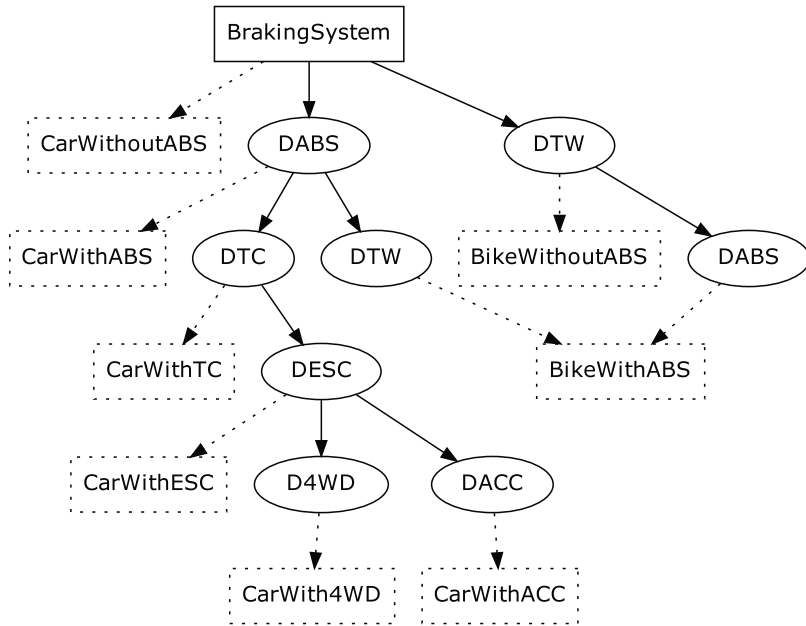 BrakingSystem
CarWithoutABS
DABS
DTW
CarWithABS
DTC
DTW
BikeWithoutABS
DABS
CarWithTC
DESC
BikeWithABS
CarWithESC
D4WD
DACC
CarWith4WD
CarWithACC